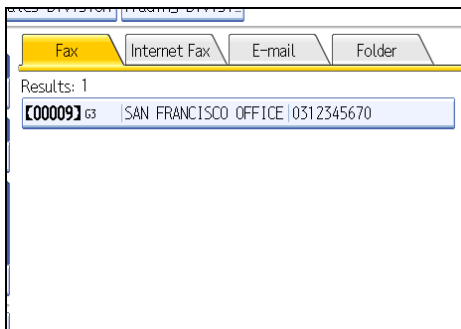 Fax Internet Fax E-mail Folder
Results: 1
【00009】 G3 SAN FRANCISCO OFFICE 0312345670